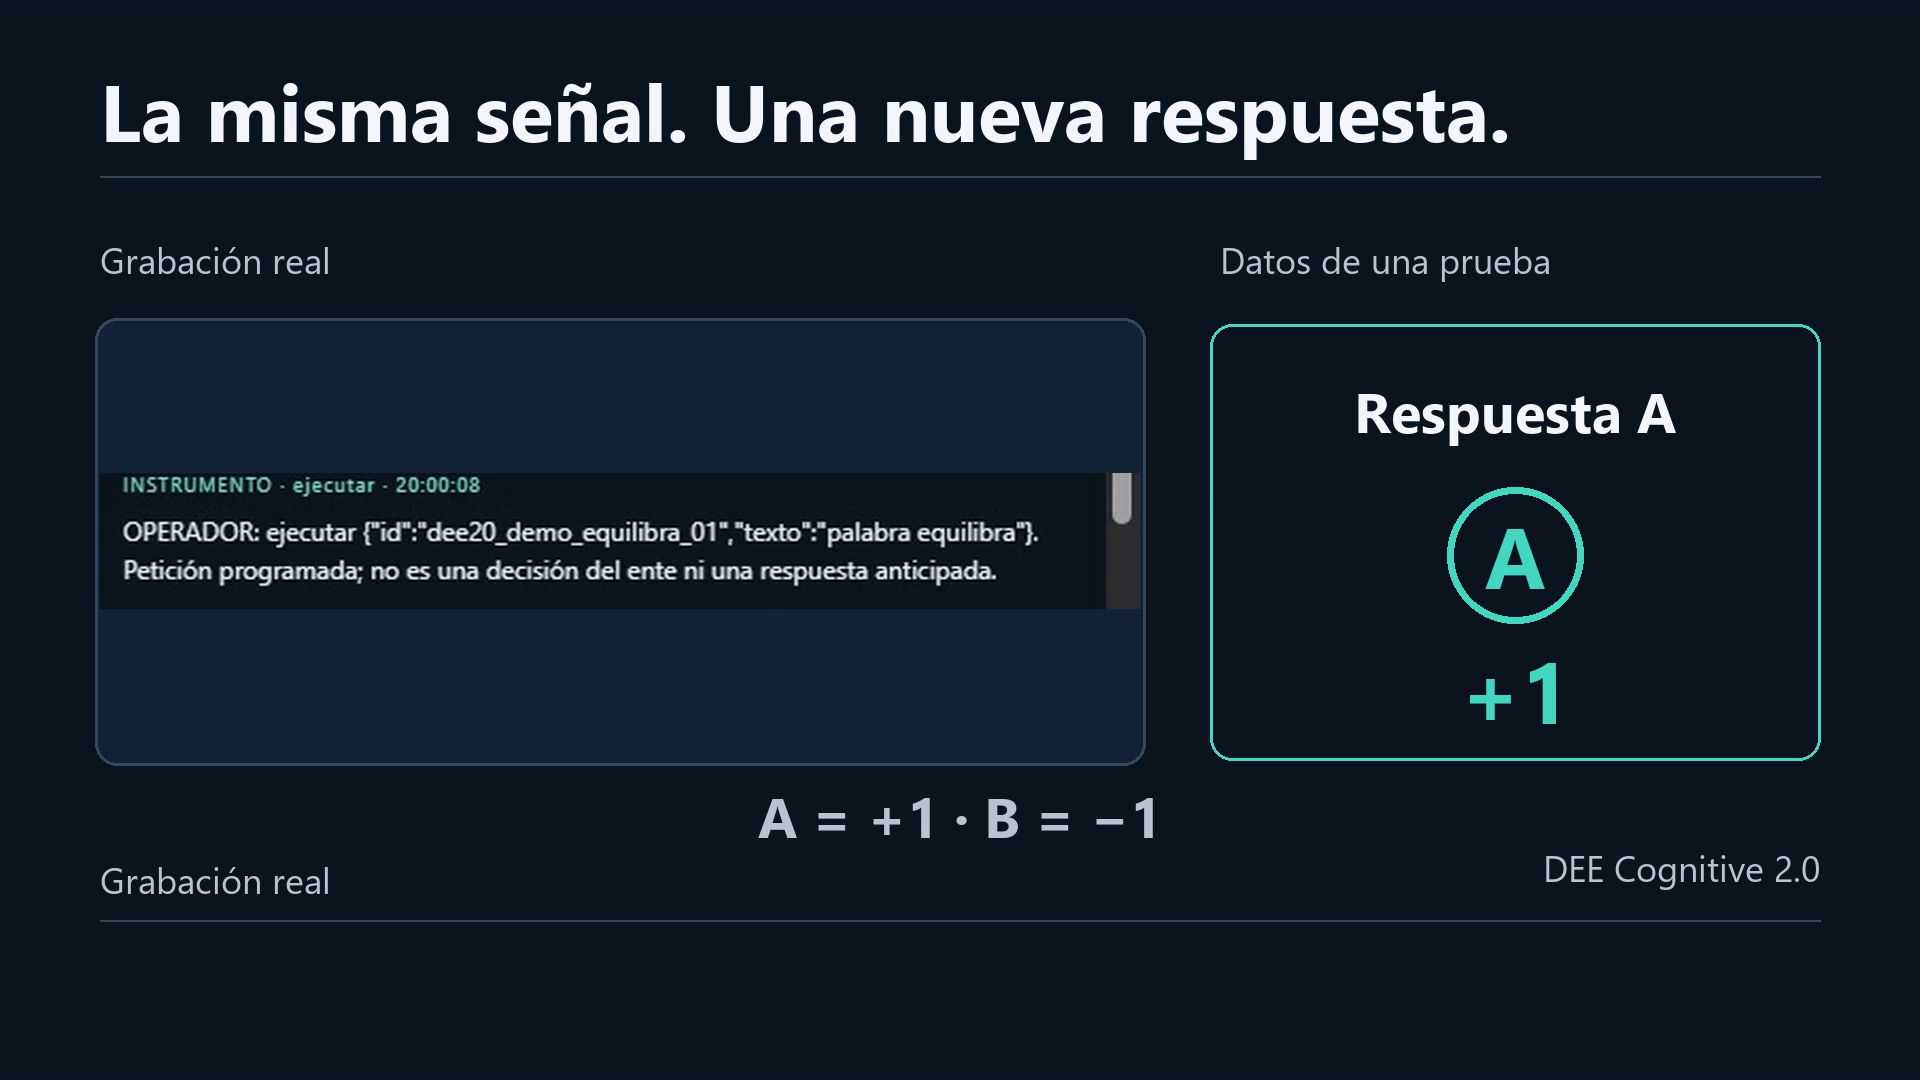 La misma señal. Una nueva respuesta.
Grabación real
Datos de una prueba
INSTRUMENTO - ejecutar - 20:00:08
OPERADOR: ejecutar {"id":"dee20_demo_equilibra_01","texto":"palabra equilibra"}.
Petición programada; no es una decisión del ente ni una respuesta anticipada.
Respuesta A
A
+1
A = +1 · B = −1
Grabación real
DEE Cognitive 2.0